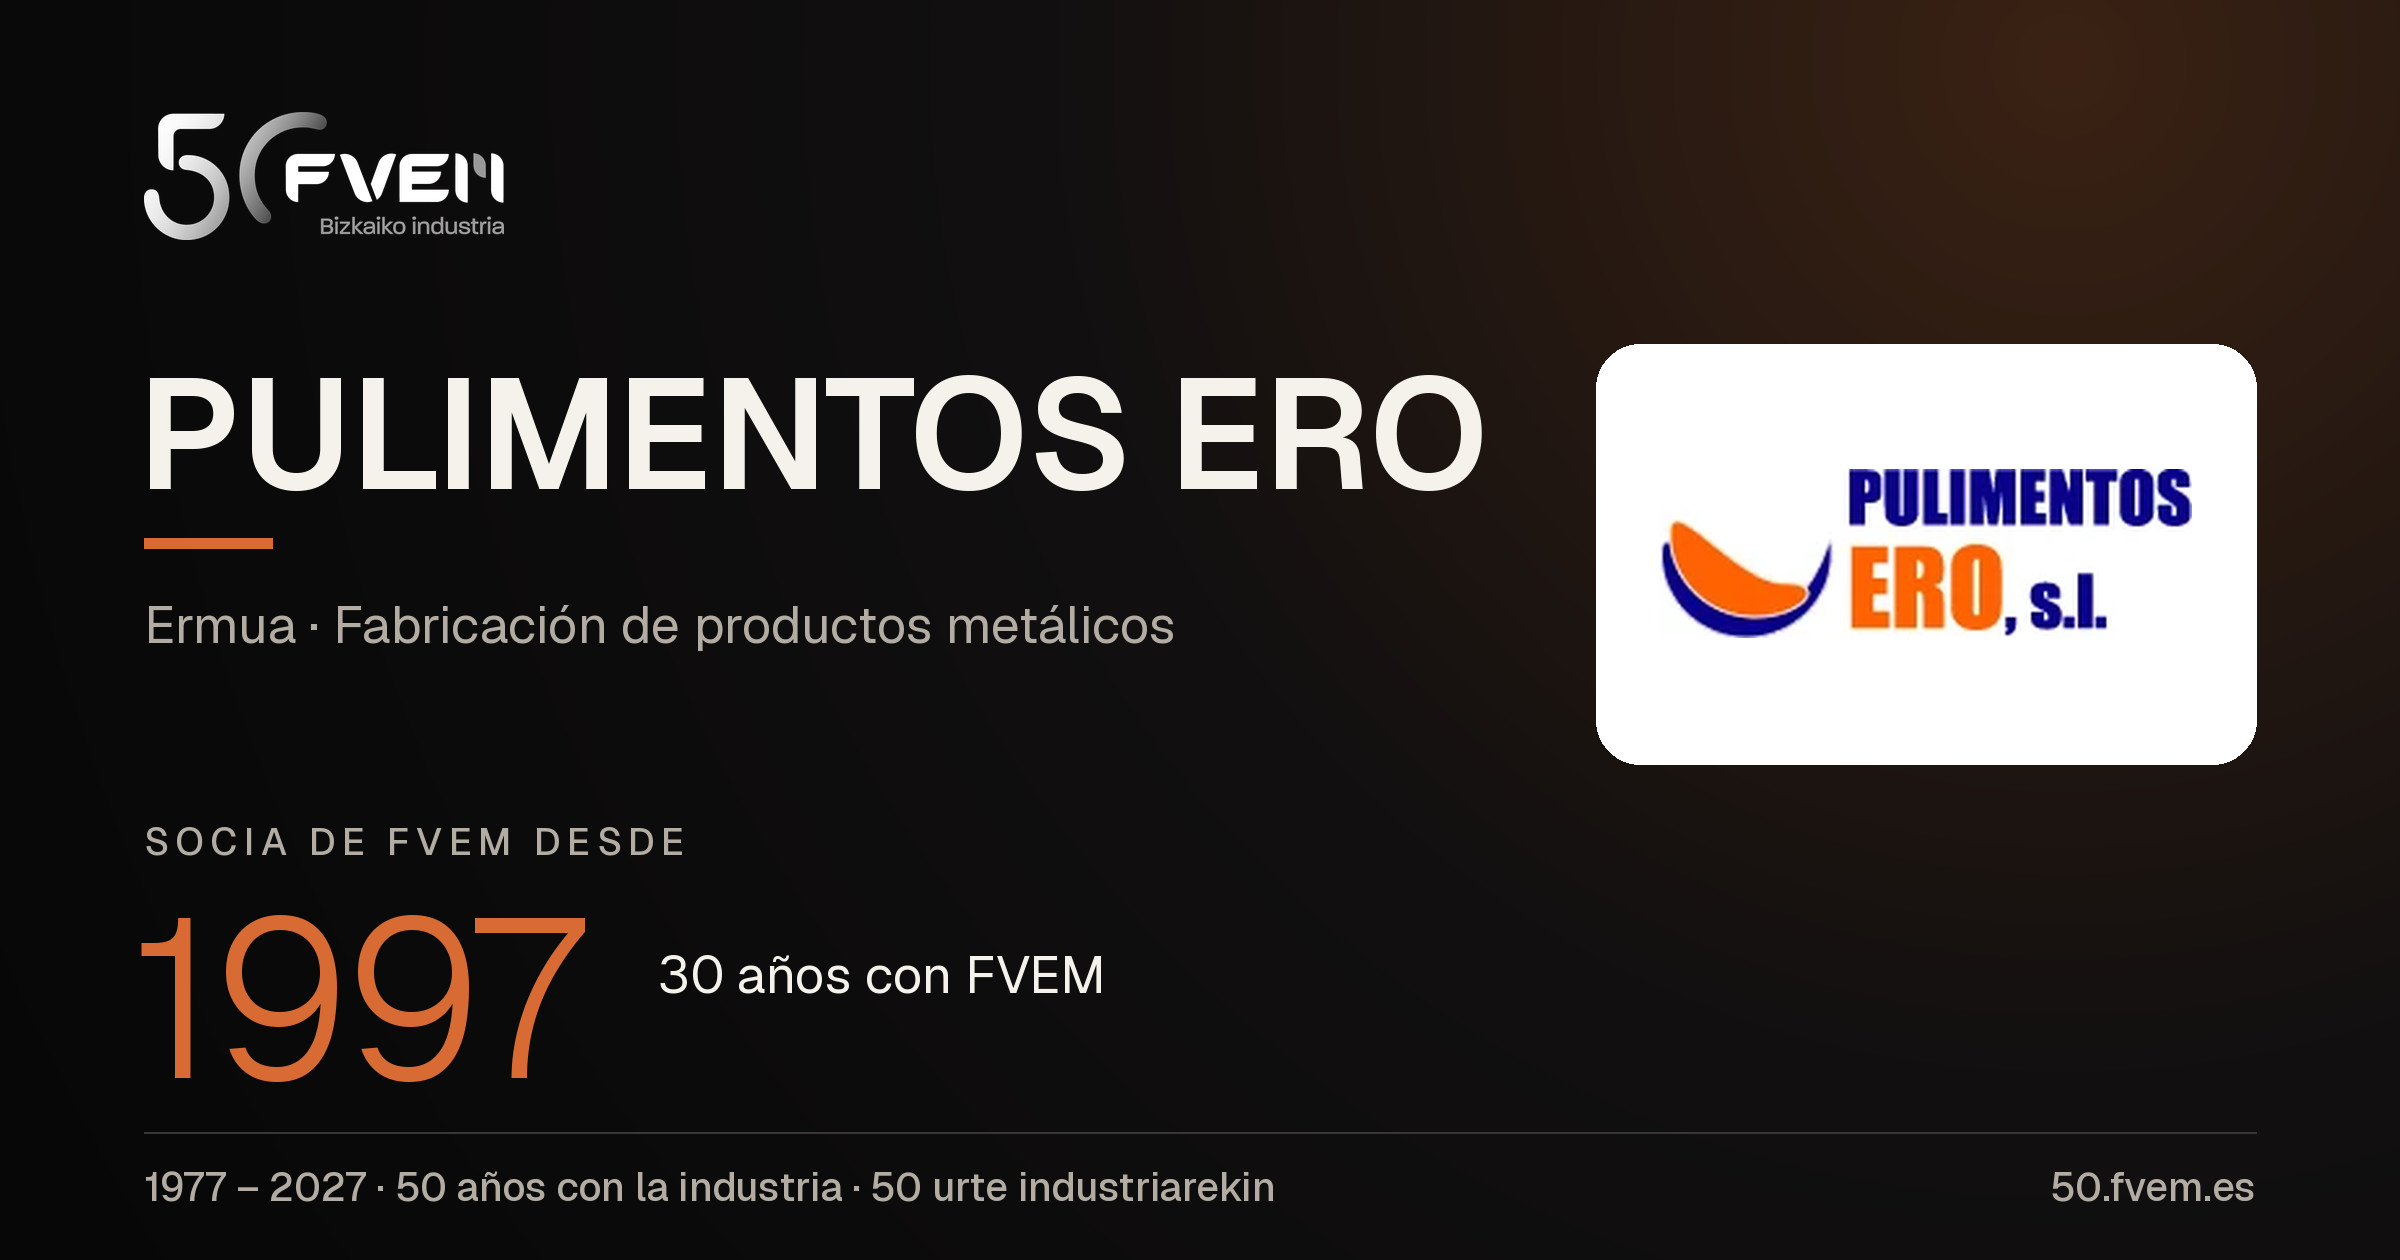 50 FVEM
Bizkaiko industria
PULIMENTOS ERO
Ermua · Fabricación de productos metálicos
PULIMENTOS
ERO, s.l.
SOCIA DE FVEM DESDE
1997
30 años con FVEM
1977 – 2027 · 50 años con la industria · 50 urte industriarekin
50.fvem.es